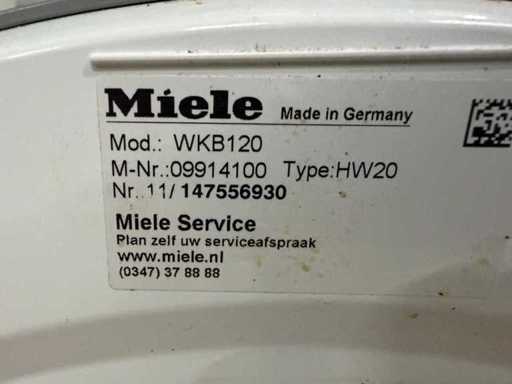 Miele Made in Germany
Mod.: WKB120
M-Nr.:09914100 Type:HW20
Nr..11/147556930
Miele Service
Plan zelf uw serviceafspraak
www.miele.nl
(0347) 37 88 88